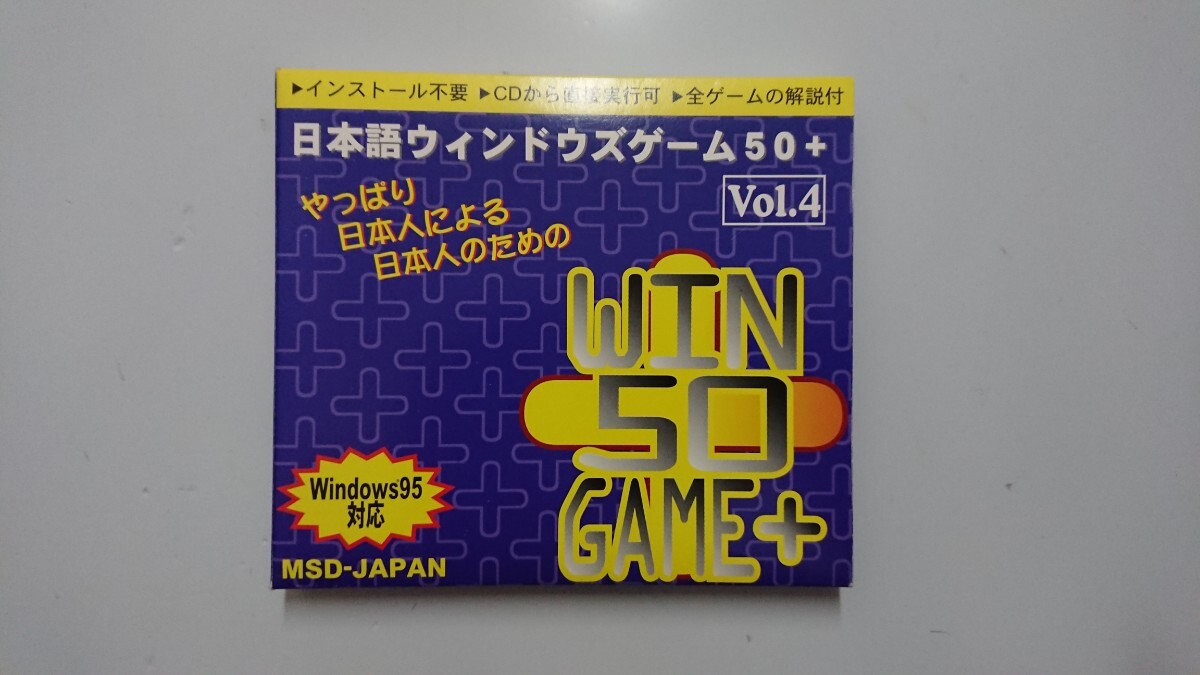 ▶インストール不要 ▶CDから直接実行可 ▶全ゲームの解説付
日本語ウィンドウズゲーム50+
Vol.4
やっぱり
日本人による
日本人のための
WIN
50
GAME+
Windows95
対応
MSD-JAPAN